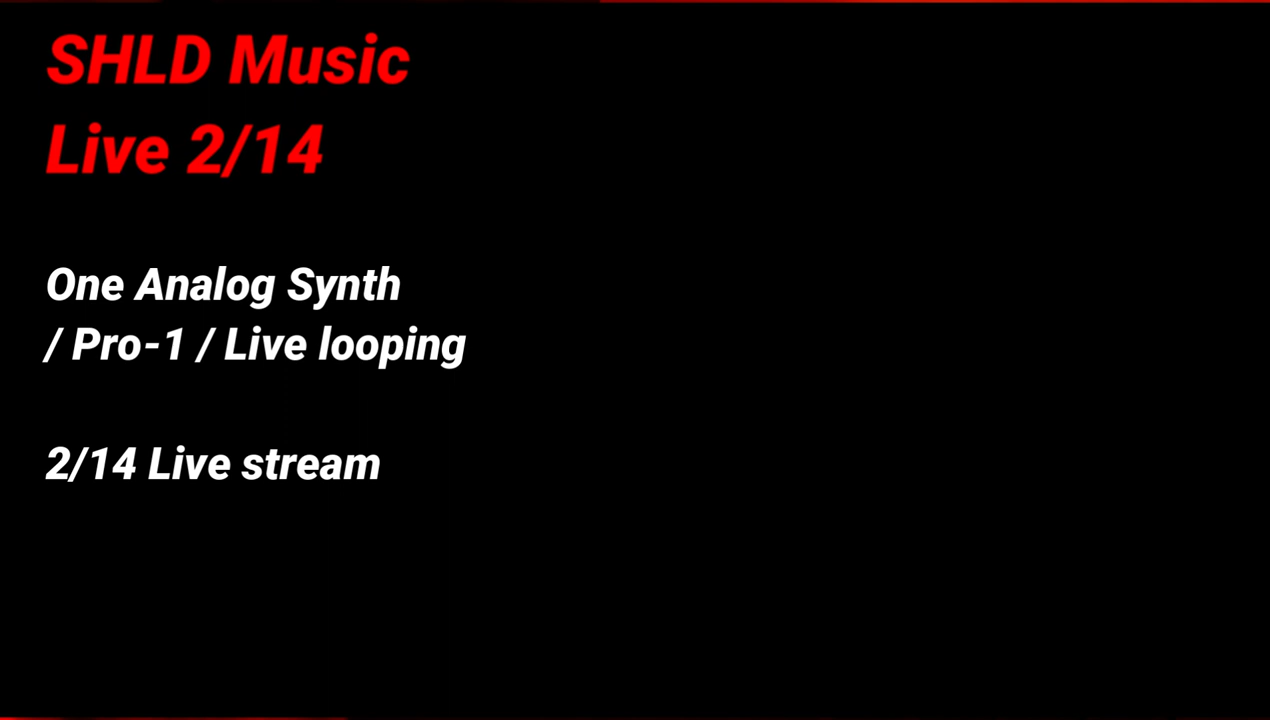 SHLD Music
Live 2/14
One Analog Synth
/ Pro-1 / Live looping
2/14 Live stream